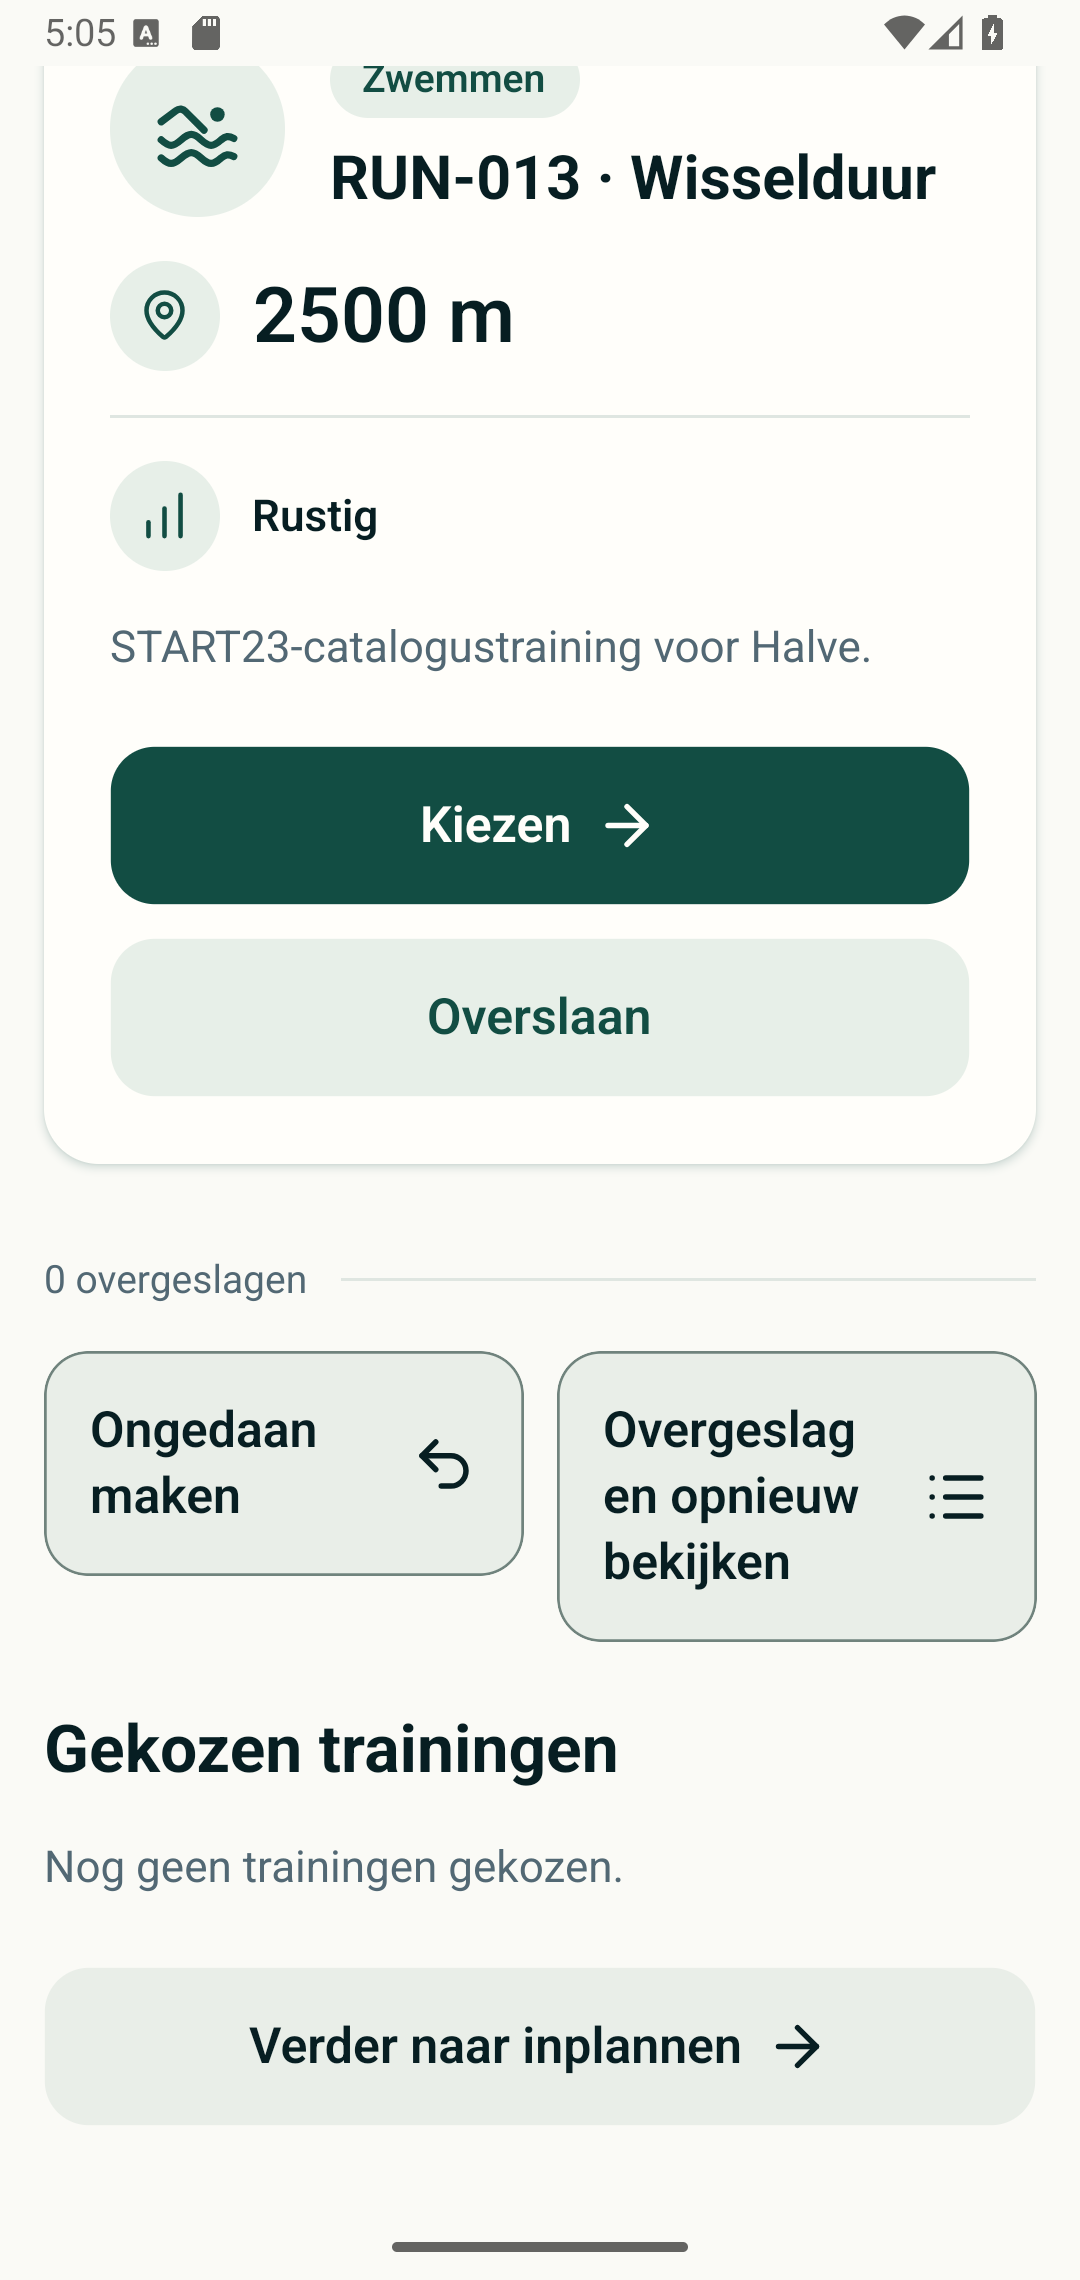 5:05
Zwemmen
RUN-013 · Wisselduur
2500 m
Rustig
START23-catalogustraining voor Halve.
Kiezen
Overslaan
0 overgeslagen
Ongedaan
maken
Overgeslag
en opnieuw
bekijken
Gekozen trainingen
Nog geen trainingen gekozen.
Verder naar inplannen